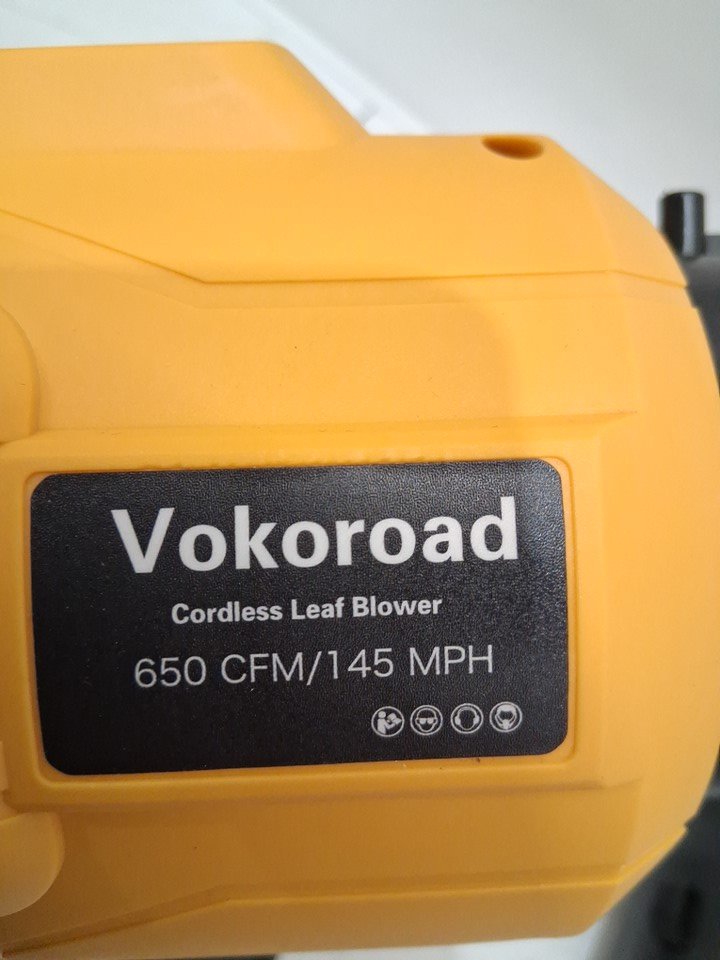 Vokoroad
Cordless Leaf Blower
650 CFM/145 MPH